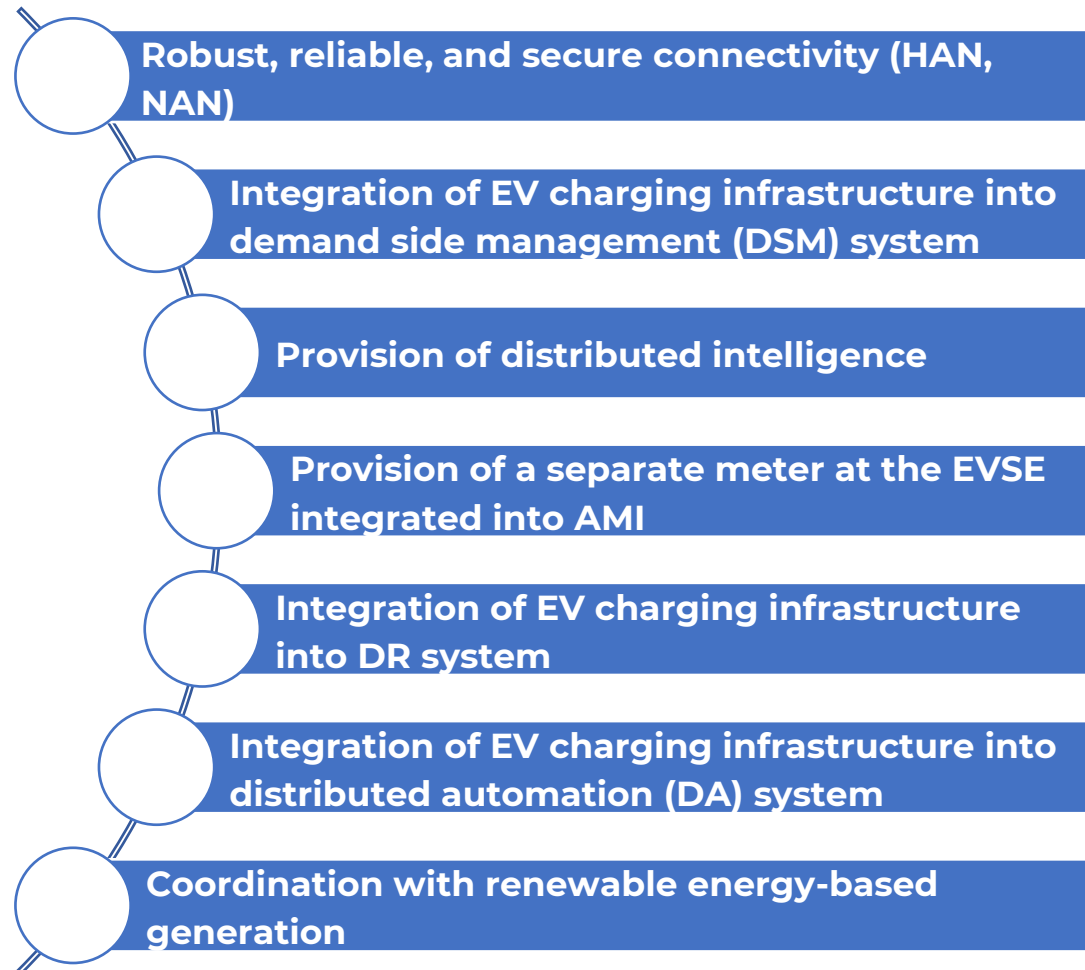 Robust, reliable, and secure connectivity (HAN,
NAN)
Integration of EV charging infrastructure into
demand side management (DSM) system
Provision of distributed intelligence
Provision of a separate meter at the EVSE
integrated into AMI
Integration of EV charging infrastructure
into DR system
Integration of EV charging infrastructure into
distributed automation (DA) system
Coordination with renewable energy-based
generation